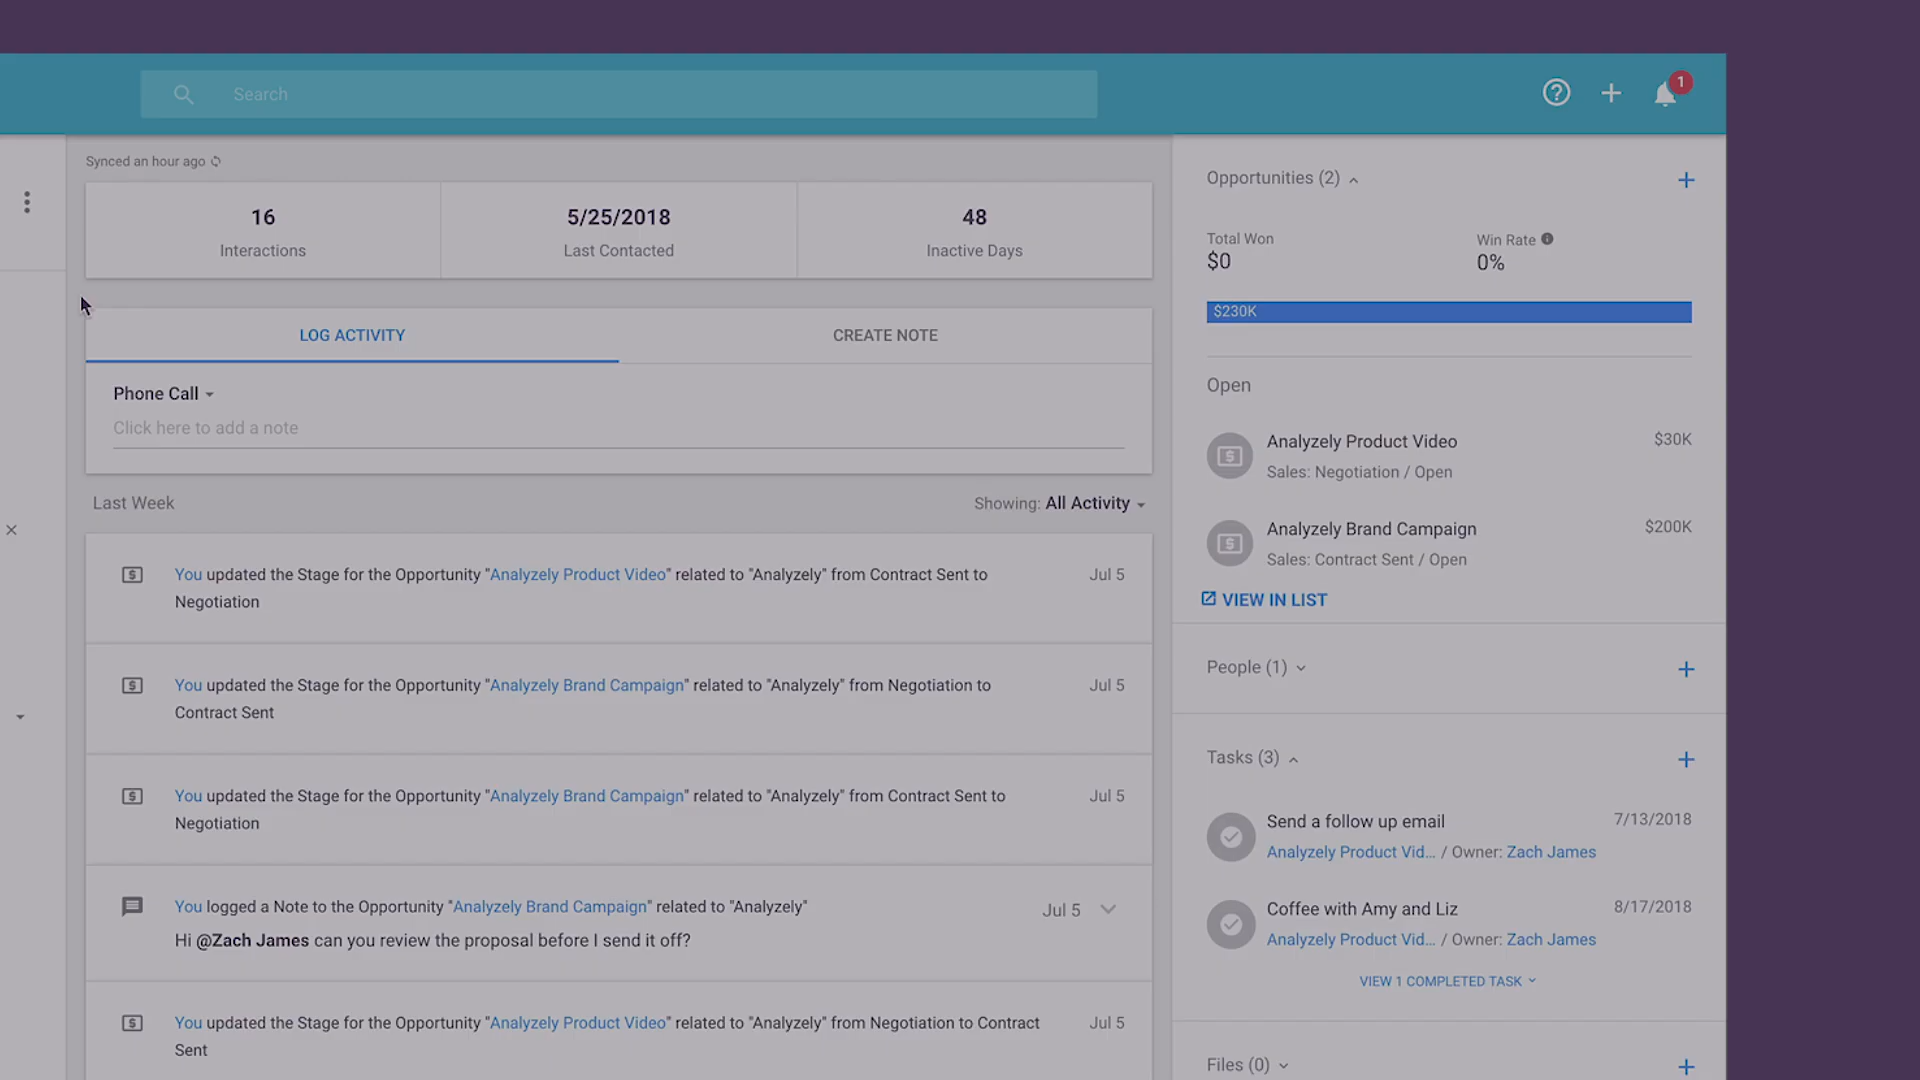 Search
1
Synced an hour ago
16
Interactions
5/25/2018
Last Contacted
48
Inactive Days
LOG ACTIVITY
CREATE NOTE
Phone Call
Click here to add a note
Last Week
Showing: All Activity
You updated the Stage for the Opportunity "Analyzely Product Video" related to "Analyzely" from Contract Sent to
Negotiation
Jul 5
You updated the Stage for the Opportunity "Analyzely Brand Campaign" related to "Analyzely" from Negotiation to
Contract Sent
Jul 5
You updated the Stage for the Opportunity "Analyzely Brand Campaign" related to "Analyzely" from Contract Sent to
Negotiation
Jul 5
You logged a Note to the Opportunity "Analyzely Brand Campaign" related to "Analyzely"
Jul 5
Hi @Zach James can you review the proposal before I send it off?
You updated the Stage for the Opportunity "Analyzely Product Video" related to "Analyzely" from Negotiation to Contract
Sent
Jul 5
Opportunities (2)
Total Won
$0
Win Rate
0%
$230K
Open
Analyzely Product Video
$30K
Sales: Negotiation / Open
Analyzely Brand Campaign
$200K
Sales: Contract Sent / Open
VIEW IN LIST
People (1)
Tasks (3)
Send a follow up email
7/13/2018
Analyzely Product Vid... / Owner: Zach James
Coffee with Amy and Liz
8/17/2018
Analyzely Product Vid... / Owner: Zach James
VIEW 1 COMPLETED TASK
Files (0)